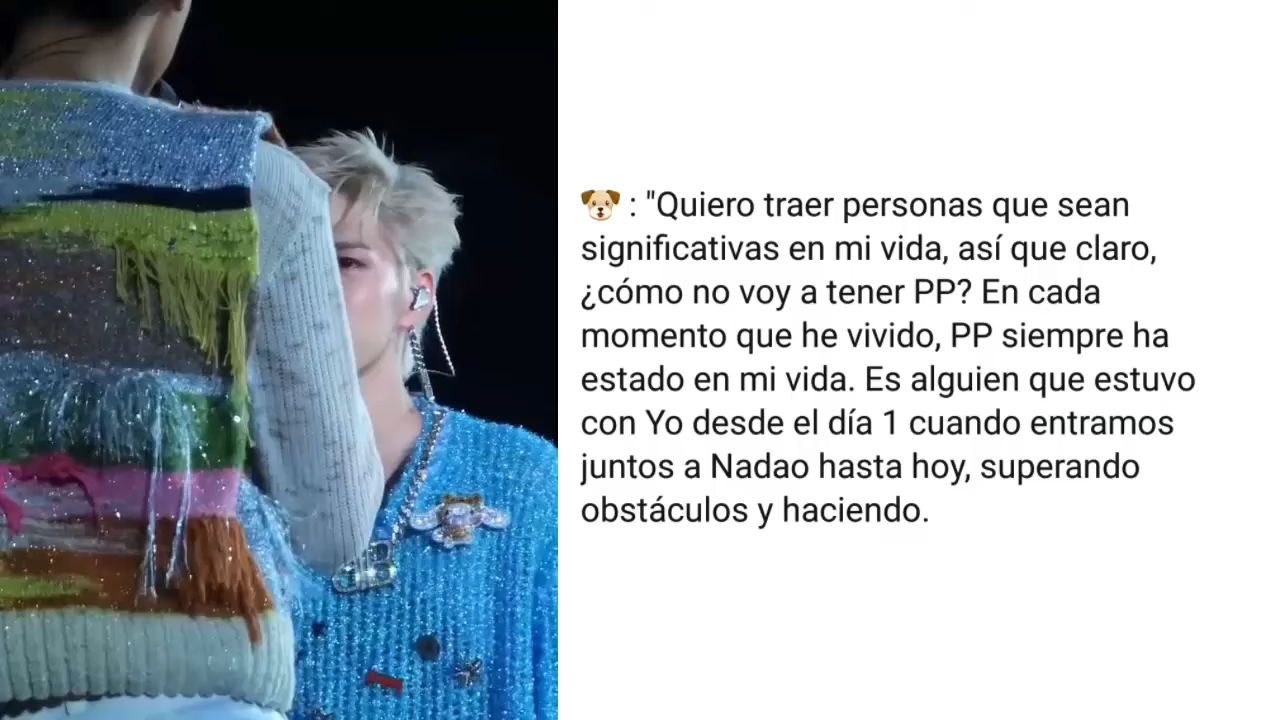 🐶 : "Quiero traer personas que sean
significativas en mi vida, así que claro,
¿cómo no voy a tener PP? En cada
momento que he vivido, PP siempre ha
estado en mi vida. Es alguien que estuvo
con Yo desde el día 1 cuando entramos
juntos a Nadao hasta hoy, superando
obstáculos y haciendo.